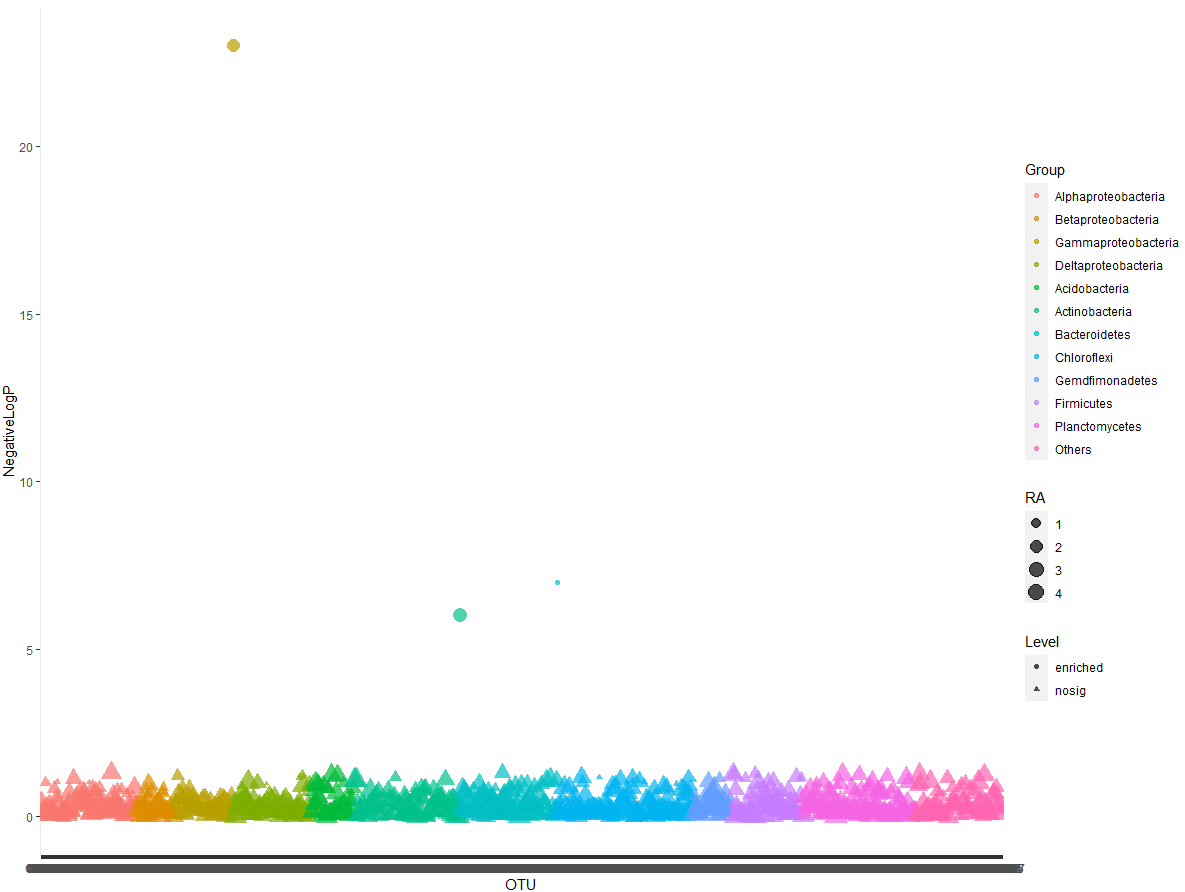 20
15
10
5
0
NegativeLogP
OTU
Group
Alphaproteobacteria
Betaproteobacteria
Gammaproteobacteria
Deltaproteobacteria
Acidobacteria
Actinobacteria
Bacteroidetes
Chloroflexi
Gemdfimonadetes
Firmicutes
Planctomycetes
Others
RA
1
2
3
4
Level
enriched
nosig